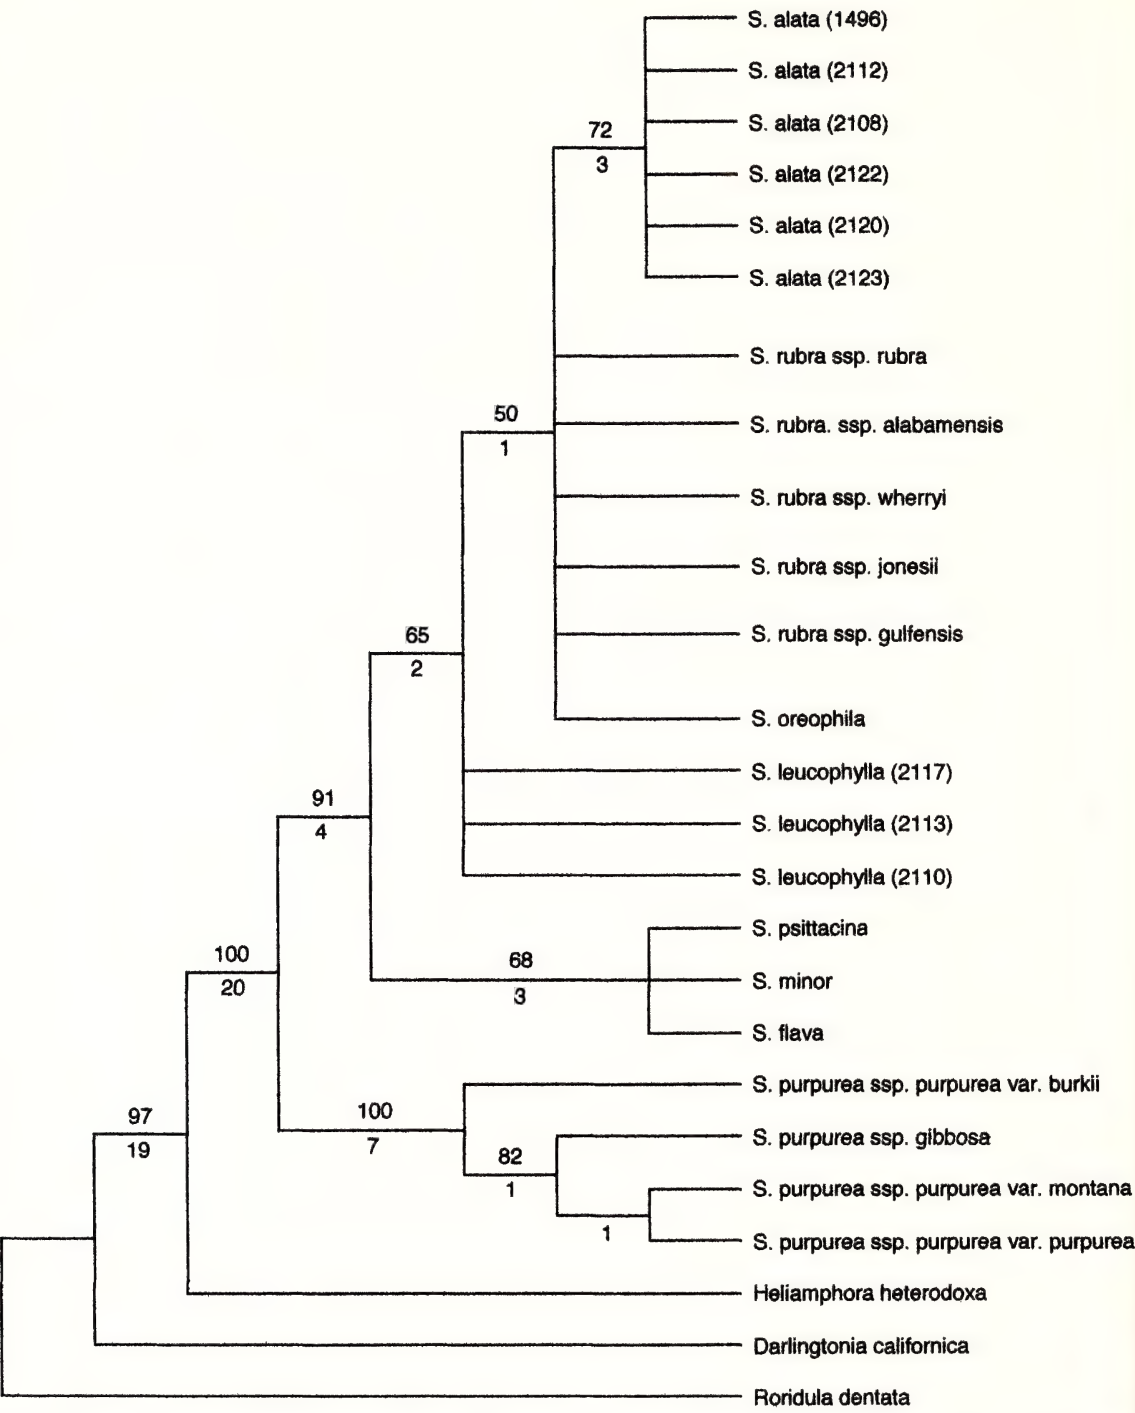 S. alata (1496)
S. alata (2112)
S. alata (2108)
72
3
S. alata (2122)
S. alata (2120)
S. alata (2123)
S. rubra ssp. rubra
50
1
S. rubra. ssp. alabamensis
S. rubra ssp. wherryi
S. rubra ssp. jonesii
65
2
S. rubra ssp. gulfensis
S. oreophila
S. leucophylla (2117)
91
4
S. leucophylla (2113)
S. leucophylla (2110)
S. psittacina
100
20
68
3
S. minor
S. flava
S. purpurea ssp. purpurea var. burkii
97
19
100
7
S. purpurea ssp. gibbosa
82
1
S. purpurea ssp. purpurea var. montana
1
S. purpurea ssp. purpurea var. purpurea
Heliamphora heterodoxa
Darlingtonia californica
Roridula dentata